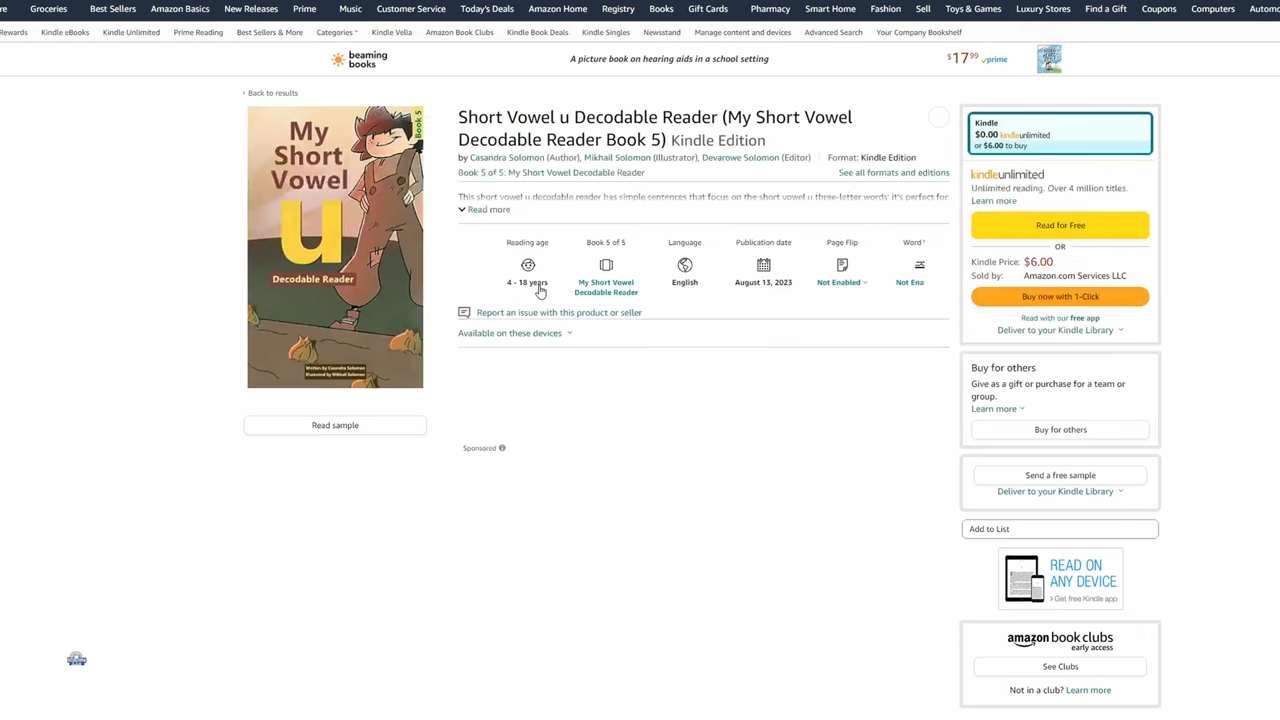 re Groceries Best Sellers Amazon Basics New Releases Prime Music Customer Service Today's Deals Amazon Home Registry Books Gift Cards Pharmacy Smart Home Fashion Sell Toys & Games Luxury Stores Find a Gift Coupons Computers Automo
Rewards Kindle eBooks Kindle Unlimited Prime Reading Best Sellers & More Categories Kindle Vella Amazon Book Clubs Kindle Book Deals Kindle Singles Newsstand Manage content and devices Advanced Search Your Company Bookshelf
beaming
books
A picture book on hearing aids in a school setting
$17.99 prime
‹ Back to results
My
Short
Vowel
u
Decodable Reader
Book 5
Written by Casandra Solomon
Illustrated by Mikhail Solomon
Read sample
Short Vowel u Decodable Reader (My Short Vowel
Decodable Reader Book 5) Kindle Edition
by Casandra Solomon (Author), Mikhail Solomon (Illustrator), Devarowe Solomon (Editor) Format: Kindle Edition
Book 5 of 5: My Short Vowel Decodable Reader See all formats and editions
This short vowel u decodable reader has simple sentences that focus on the short vowel u three-letter words; it's perfect for
Read more
Reading age Book 5 of 5 Language Publication date Page Flip Word
4 - 18 years My Short Vowel English August 13, 2023 Not Enabled Not Ena
Decodable Reader
Report an issue with this product or seller
Available on these devices
Sponsored
Kindle
$0.00 kindleunlimited
or $6.00 to buy
kindleunlimited
Unlimited reading. Over 4 million titles.
Learn more
Read for Free
OR
Kindle Price: $6.00
Sold by: Amazon.com Services LLC
Buy now with 1-Click
Read with our free app
Deliver to your Kindle Library
Buy for others
Give as a gift or purchase for a team or
group.
Learn more
Buy for others
Send a free sample
Deliver to your Kindle Library
Add to List
READ ON
ANY DEVICE
› Get free Kindle app
amazon book clubs
early access
See Clubs
Not in a club? Learn more